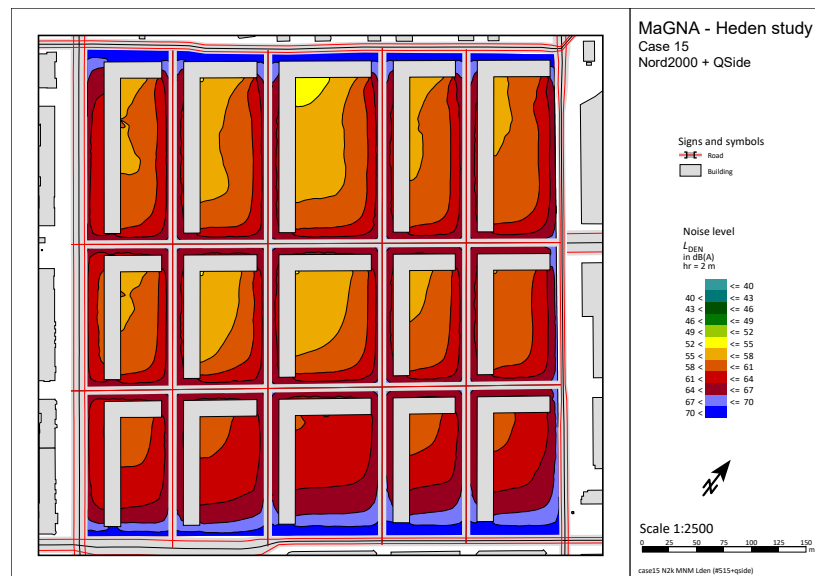 MaGNA - Heden study
Case 15
Nord2000 + QSide
Signs and symbols
Road
Building
Noise level
LDEN
in dB(A)
hr = 2 m
<= 40
40 < <= 43
43 < <= 46
46 < <= 49
49 < <= 52
52 < <= 55
55 < <= 58
58 < <= 61
61 < <= 64
64 < <= 67
67 < <= 70
70 <
N
Scale 1:2500
0 25 50 75 100 125 150
m
case15 N2k MNM Lden (#515+qside)